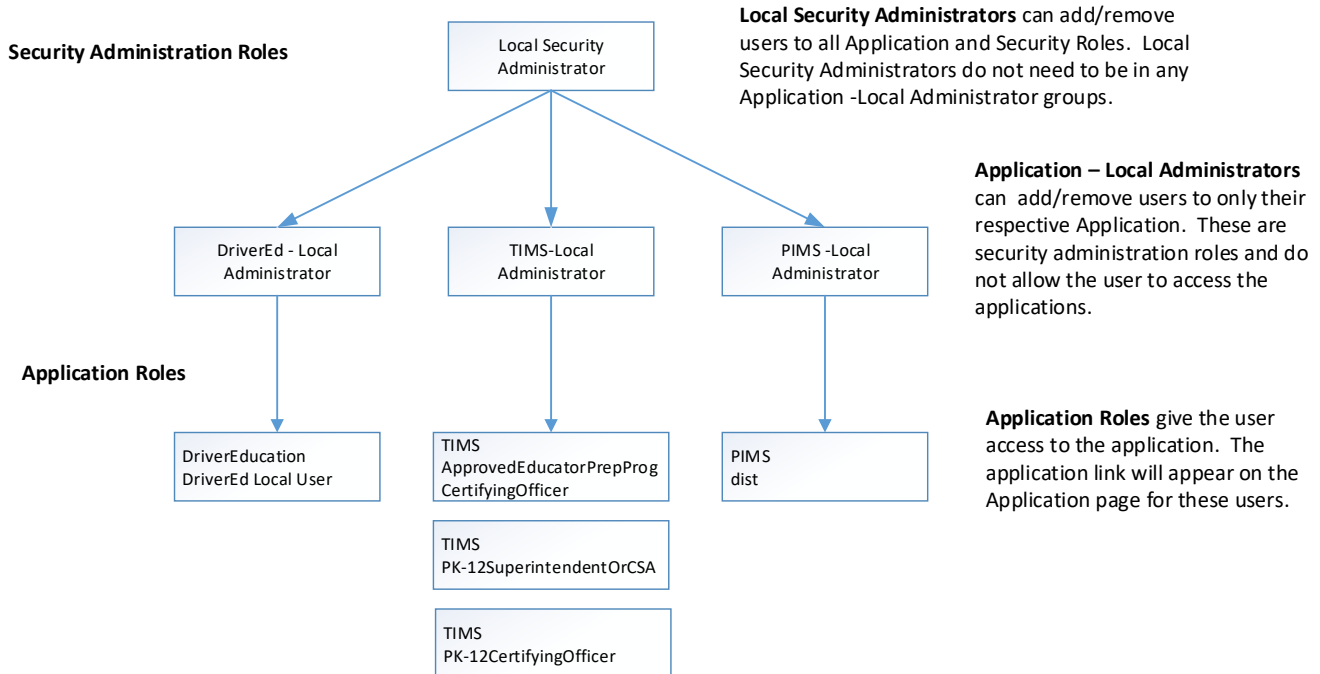 Security Administration Roles
Local Security
Administrator
Local Security Administrators can add/remove
users to all Application and Security Roles.  Local
Security Administrators do not need to be in any
Application -Local Administrator groups.
Application – Local Administrators
can  add/remove users to only their
respective Application.  These are
security administration roles and do
not allow the user to access the
applications.
DriverEd - Local
Administrator
TIMS-Local
Administrator
PIMS -Local
Administrator
Application Roles
DriverEducation
DriverEd Local User
TIMS
ApprovedEducatorPrepProg
CertifyingOfficer
PIMS
dist
Application Roles give the user
access to the application.  The
application link will appear on the
Application page for these users.
TIMS
PK-12SuperintendentOrCSA
TIMS
PK-12CertifyingOfficer